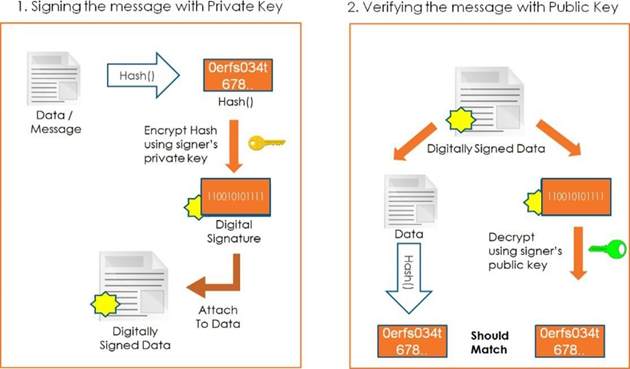 1. Signing the message with Private Key
Hash()
0erfs034t
678..
Hash()
Data /
Message
Encrypt Hash
using signer's
private key
110010101111
Digital
Signature
Attach
To Data
Digitally
Signed Data
2. Verifying the message with Public Key
Digitally Signed Data
110010101111
Data
Decrypt
using signer's
public key
Hash()
0erfs034t
678..
Should
Match
0erfs034t
678..